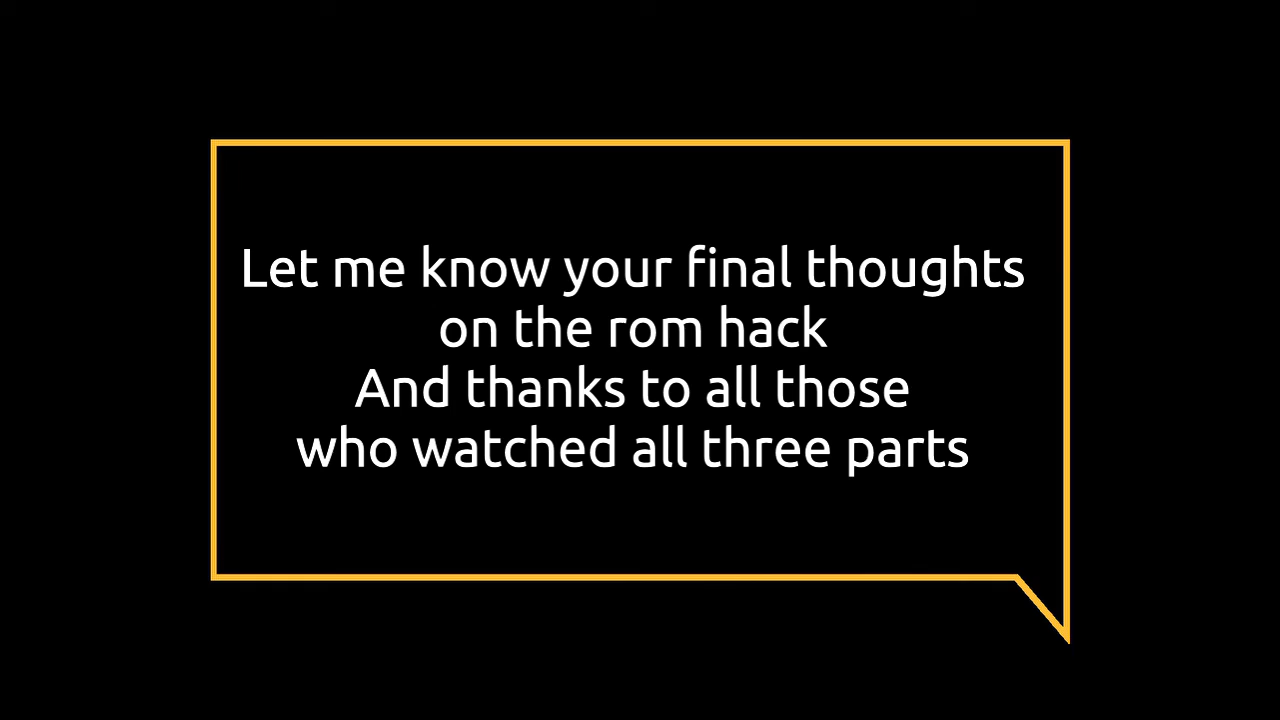 Let me know your final thoughts
on the rom hack
And thanks to all those
who watched all three parts